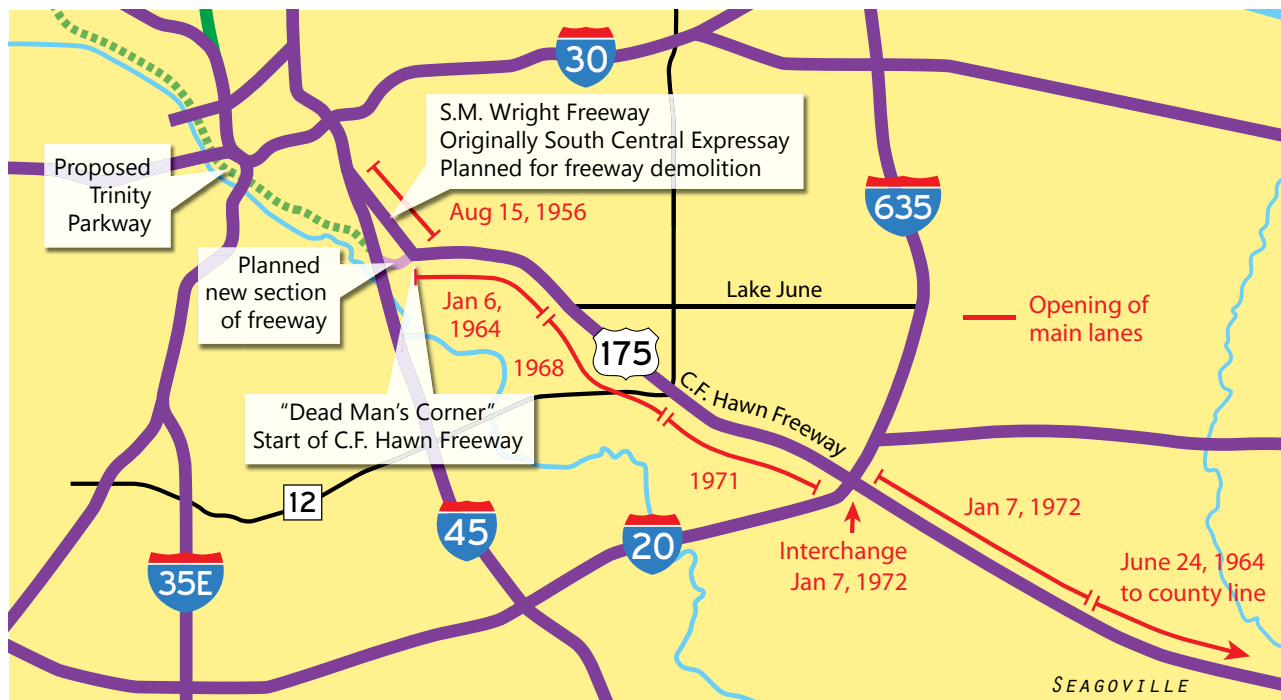 30
S.M. Wright Freeway
Originally South Central Expressay
Planned for freeway demolition
Proposed
Trinity
Parkway
Aug 15, 1956
635
Planned
new section
of freeway
Jan 6,
1964
Lake June
Opening of
main lanes
1968
175
C.F. Hawn Freeway
"Dead Man's Corner"
Start of C.F. Hawn Freeway
1971
12
45
20
35E
Interchange
Jan 7, 1972
Jan 7, 1972
June 24, 1964
to county line
SEAGOVILLE